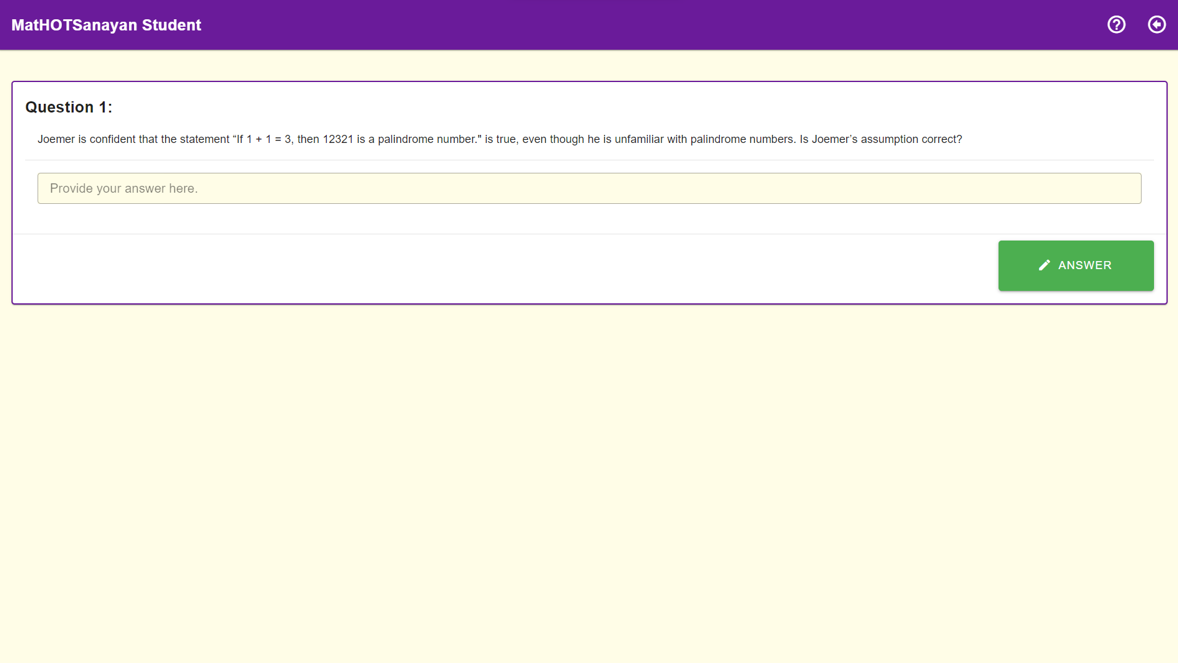 MatHOTSanayan Student
Question 1:
Joemer is confident that the statement “If 1 + 1 = 3, then 12321 is a palindrome number." is true, even though he is unfamiliar with palindrome numbers. Is Joemer’s assumption correct?
Provide your answer here.
ANSWER